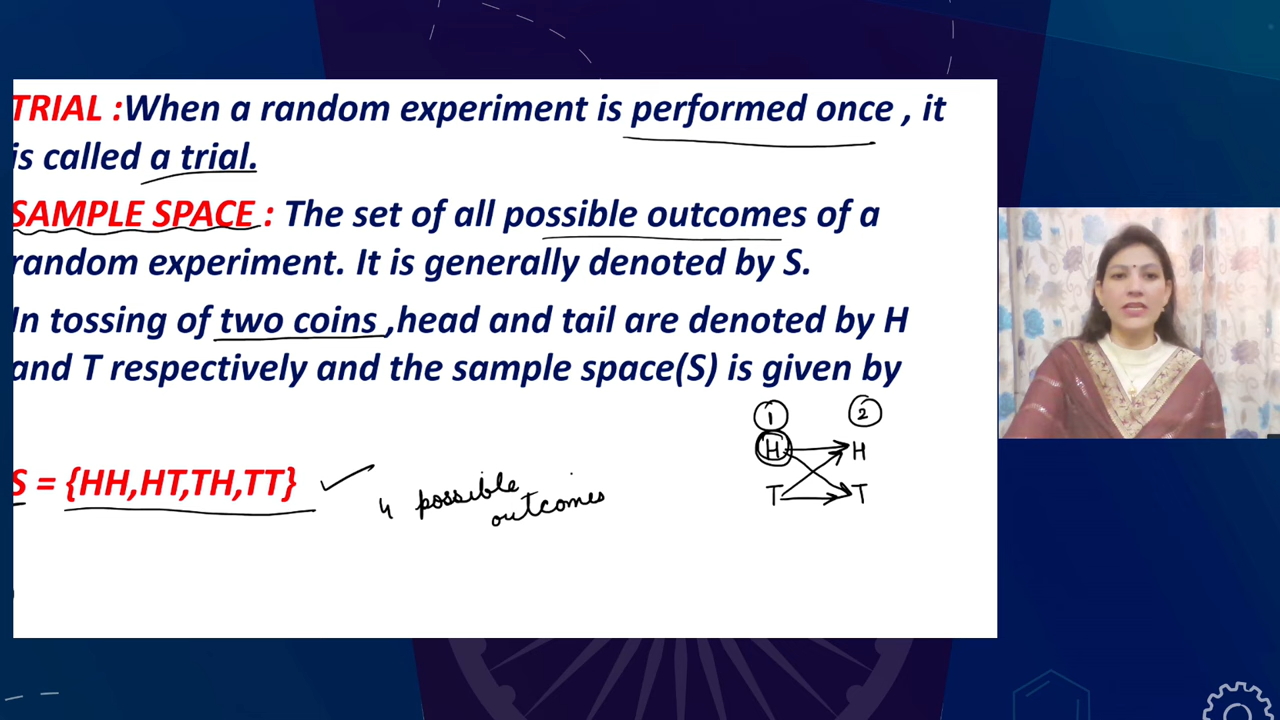 TRIAL :When a random experiment is performed once , it
is called a trial.
SAMPLE SPACE : The set of all possible outcomes of a
random experiment. It is generally denoted by S.
In tossing of two coins ,head and tail are denoted by H
and T respectively and the sample space(S) is given by
1 2
H H
S = {HH,HT,TH,TT}
4 possible
outcomes
T T